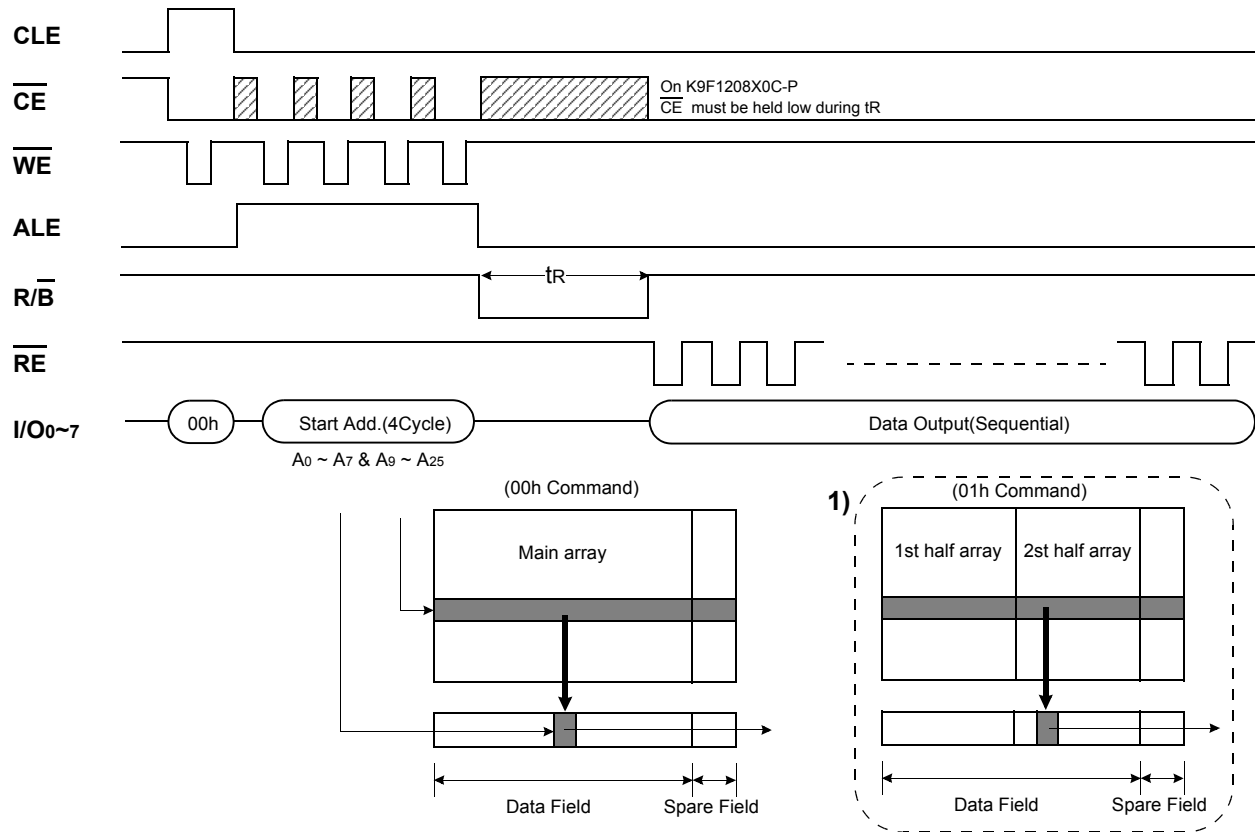 CLE
CE
On K9F1208X0C-P
CE must be held low during tR
WE
ALE
R/B
tR
RE
I/O0~7
00h
Start Add.(4Cycle)
Data Output(Sequential)
A0 ~ A7 & A9 ~ A25
(00h Command)
Main array
Data Field
Spare Field
1)
(01h Command)
1st half array
2st half array
Data Field
Spare Field